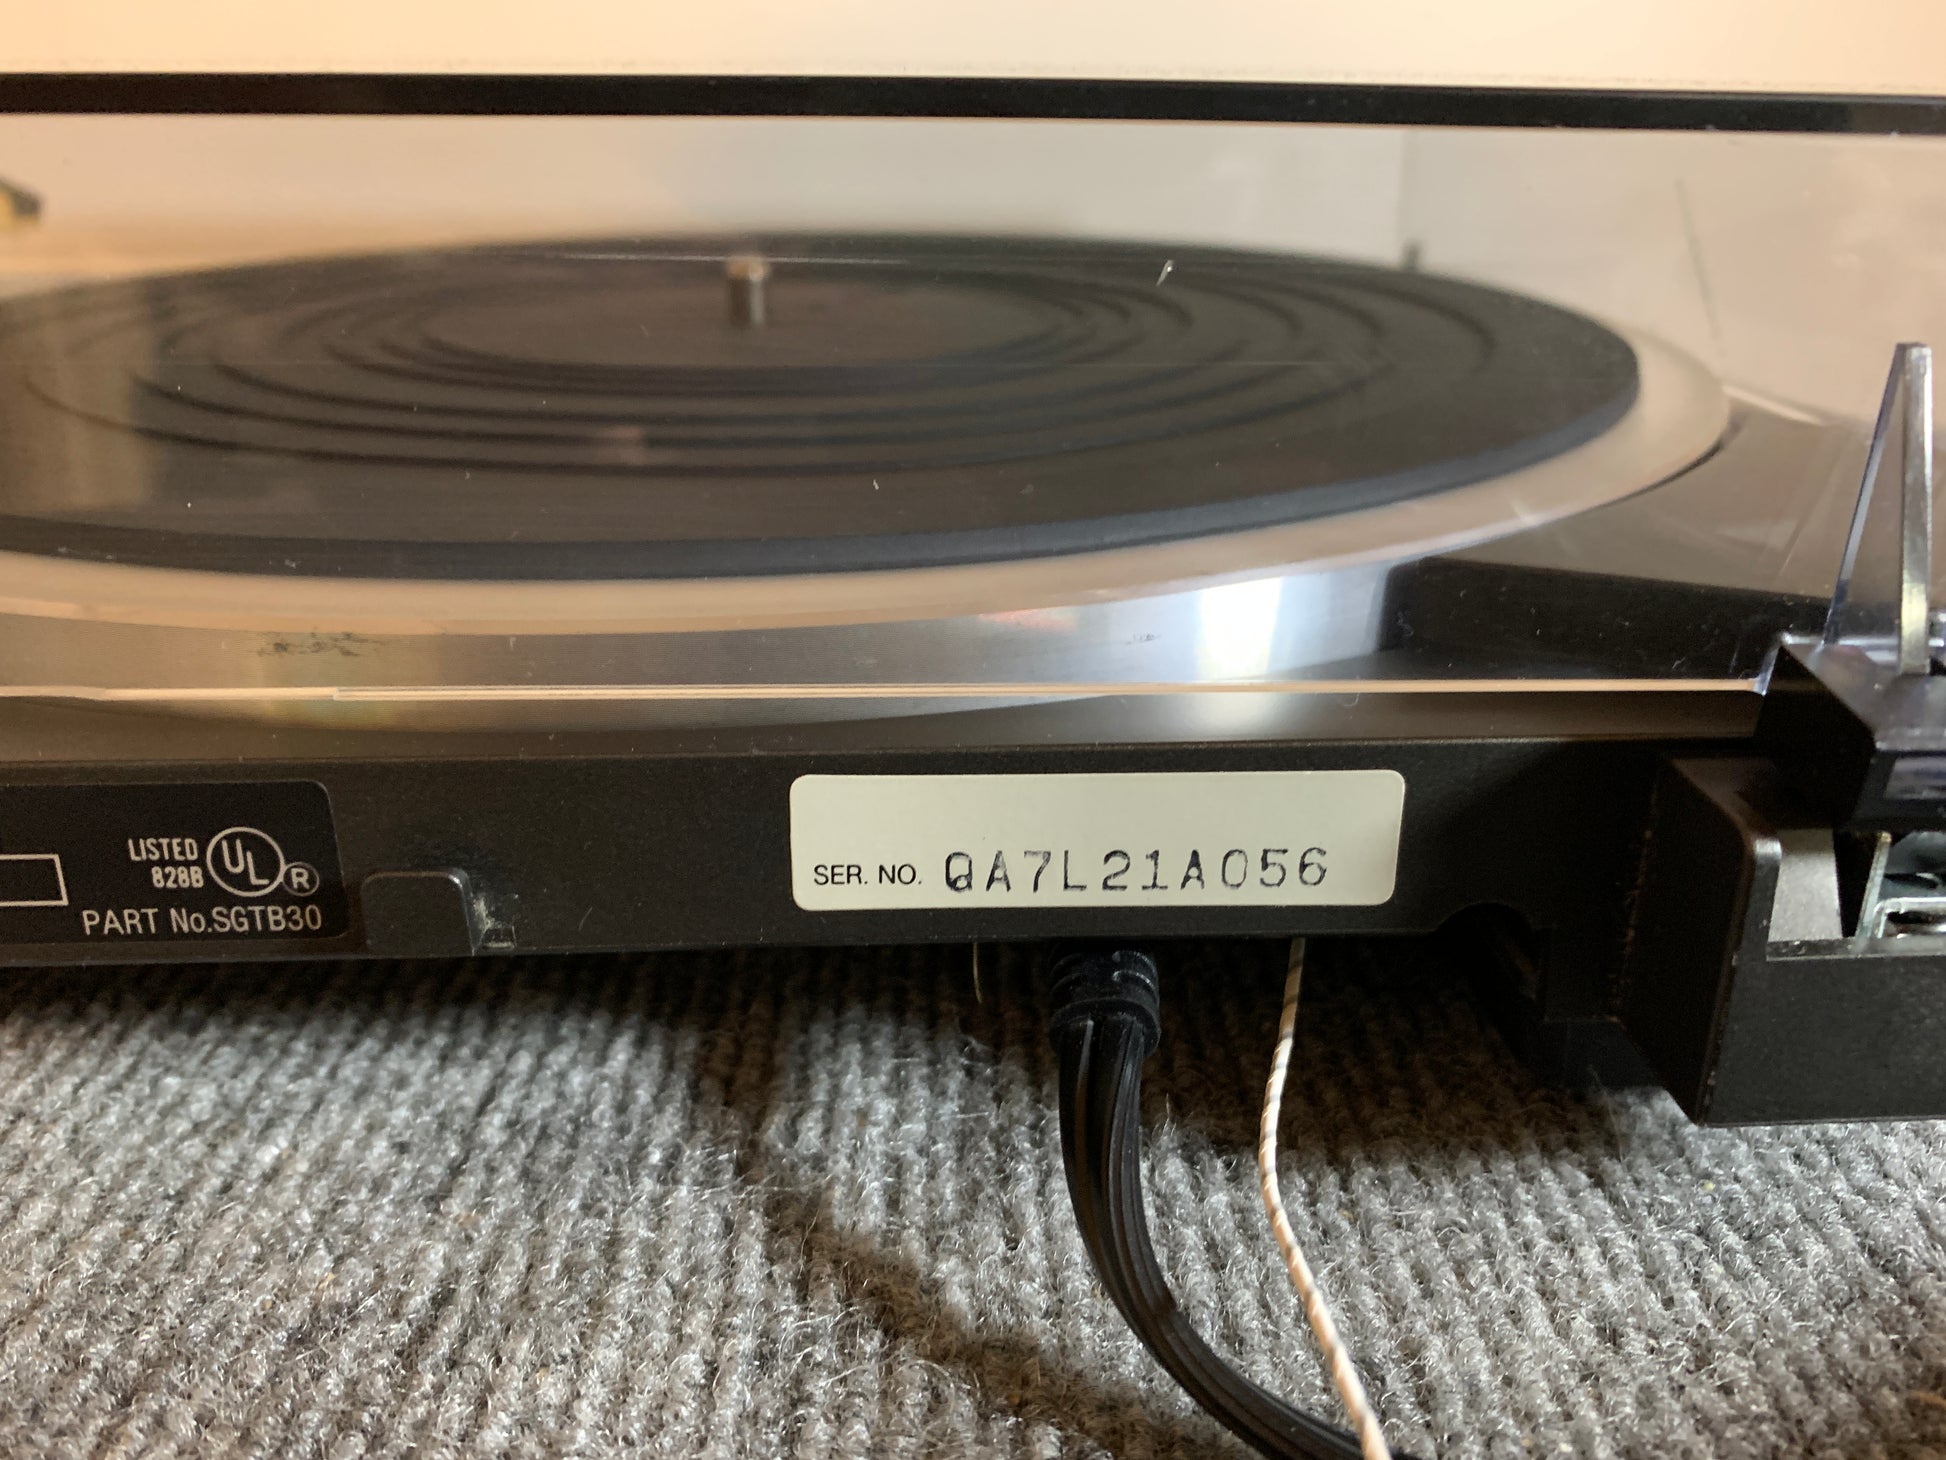 LISTED
828B
UL
R
PART No.SGTB30
SER. NO. QA7L21A056